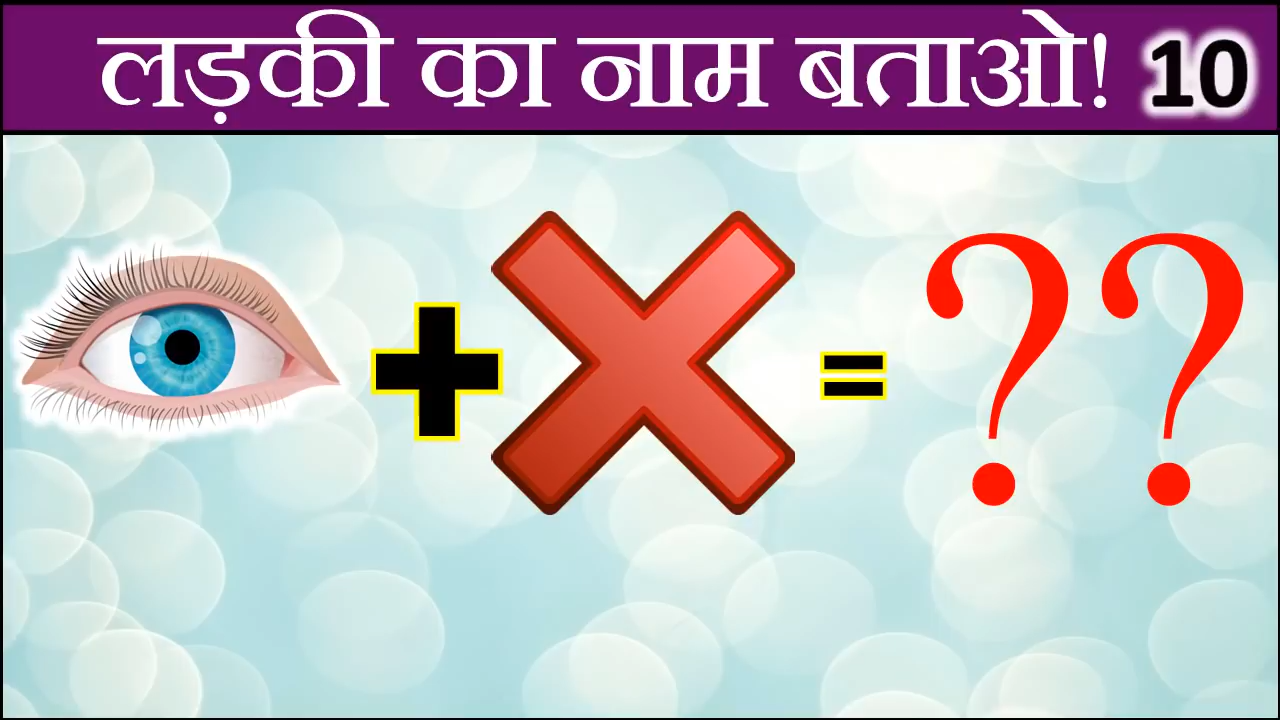 लड़की का नाम बताओ! 10
+ = ??